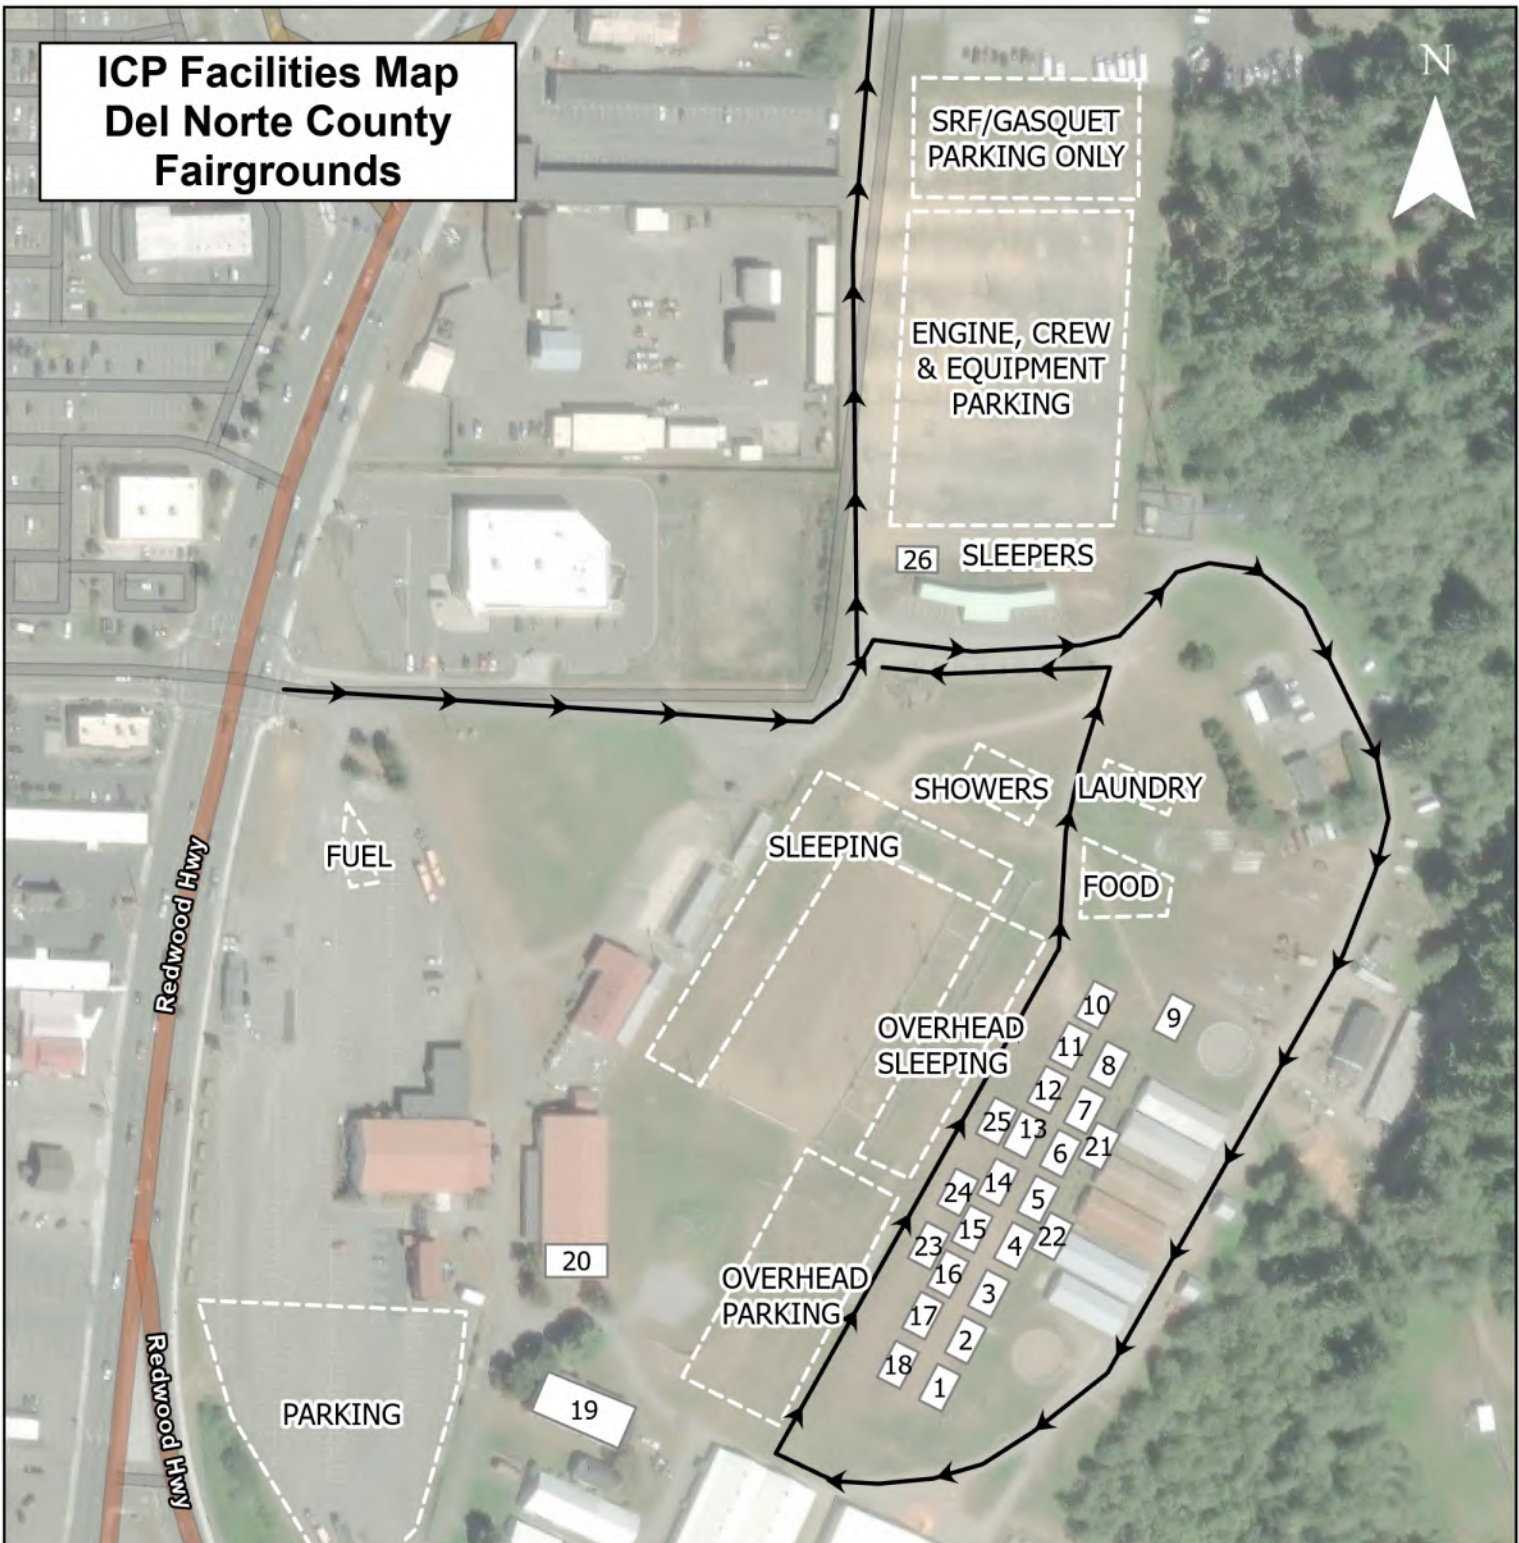 ICP Facilities Map
Del Norte County
Fairgrounds
N
SRF/GASQUET
PARKING ONLY
ENGINE, CREW
& EQUIPMENT
PARKING
26
SLEEPERS
SHOWERS
LAUNDRY
SLEEPING
FUEL
FOOD
Redwood Hwy
OVERHEAD
SLEEPING
10
9
11
8
12
7
25
13
21
6
14
24
5
15
22
23
4
16
3
17
2
18
1
20
OVERHEAD
PARKING
19
PARKING
Redwood Hwy